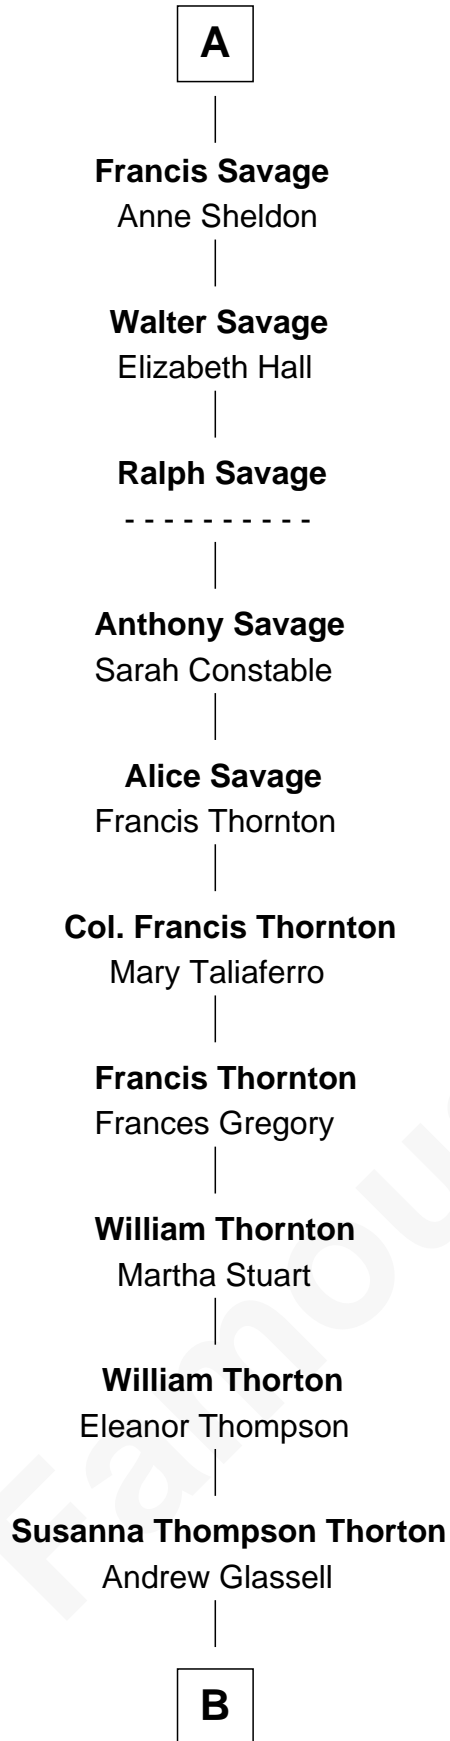 A
Francis Savage
Anne Sheldon
Walter Savage
Elizabeth Hall
Ralph Savage
- - - - - - - - - -
Anthony Savage
Sarah Constable
Alice Savage
Francis Thornton
Col. Francis Thornton
Mary Taliaferro
Francis Thornton
Frances Gregory
William Thornton
Martha Stuart
William Thorton
Eleanor Thompson
Susanna Thompson Thorton
Andrew Glassell
B